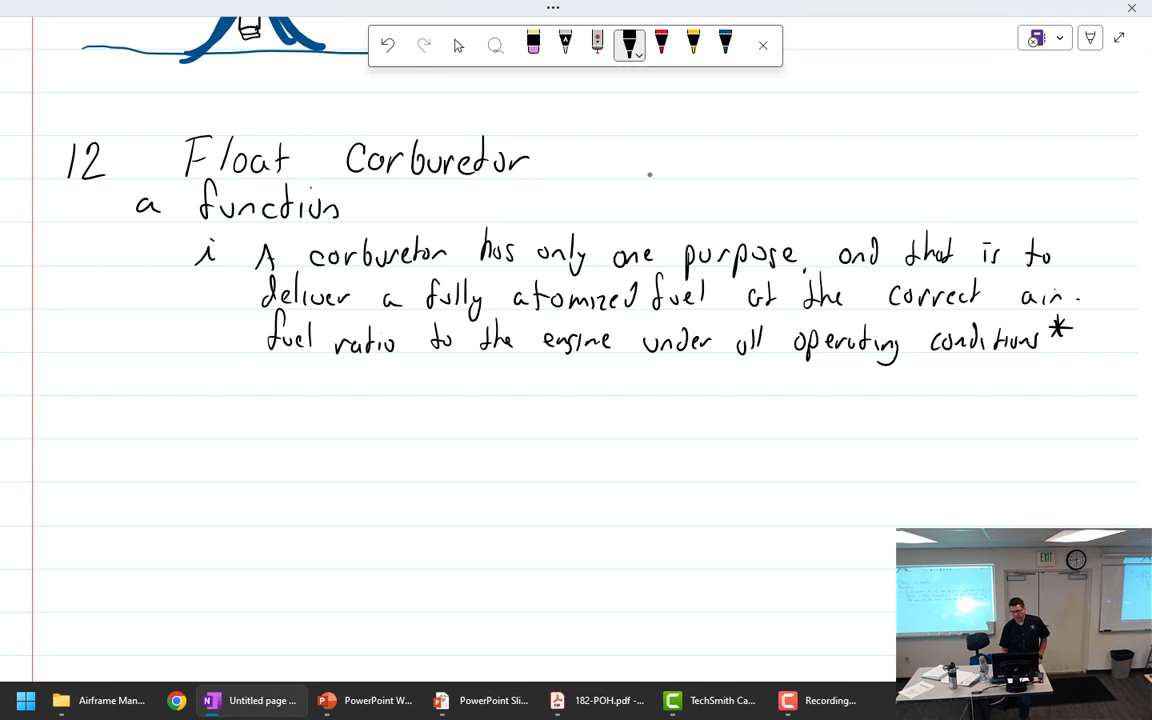 12 Float Carburetor
a function
i A carburetor has only one purpose, and that is to
deliver a fully atomized fuel at the correct air-
fuel ratio to the engine under all operating conditions*
EXIT
Airframe Man...
Untitled page ...
PowerPoint W...
PowerPoint Sli...
182-POH.pdf -...
TechSmith Ca...
Recording...